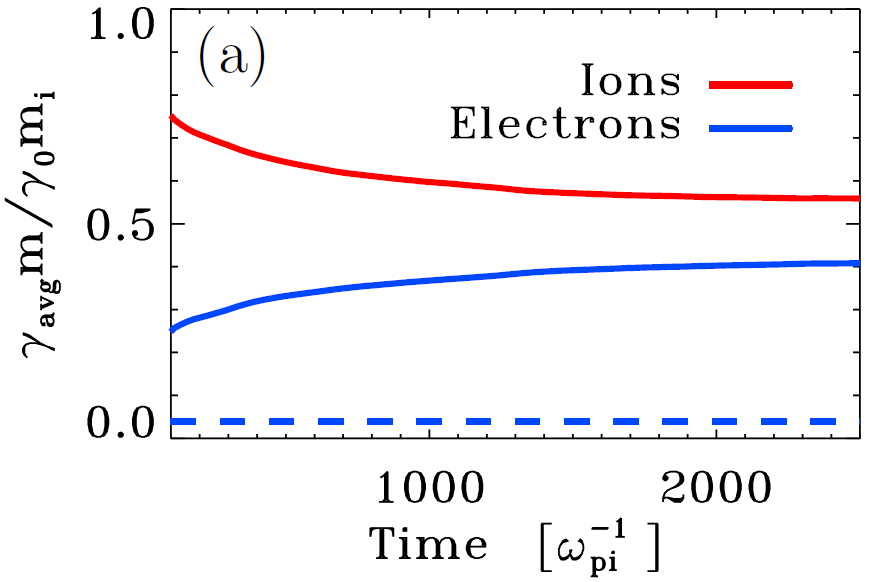 1.0
(a)
Ions
Electrons
γavgm/γ0mi
0.5
0.0
1000
2000
Time [ωpi^-1]